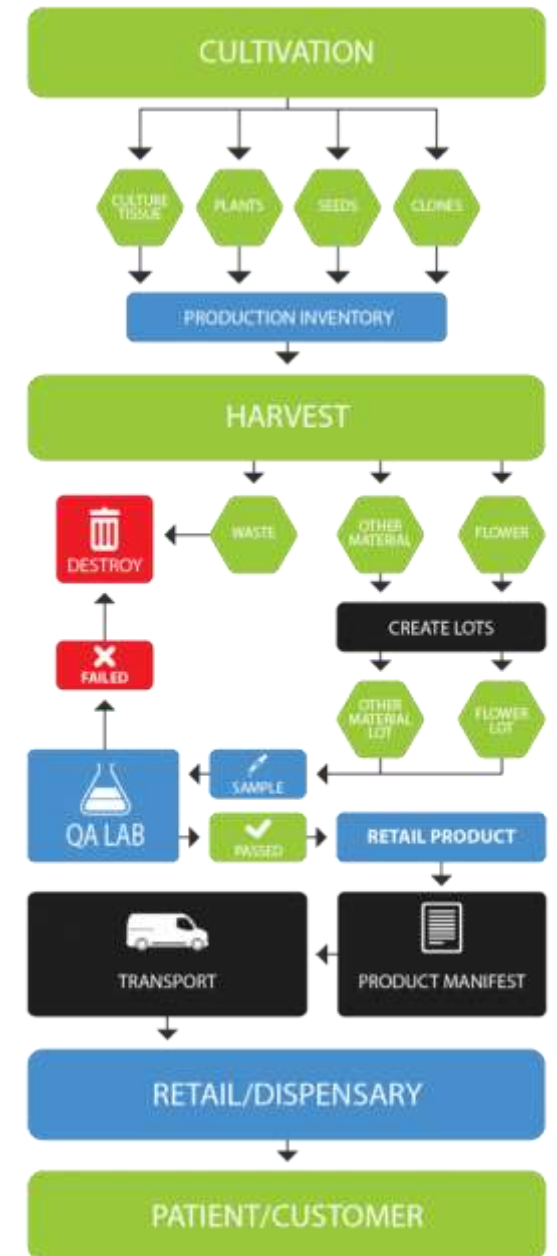 CULTIVATION
CULTURE
TISSUE
PLANTS
SEEDS
CLONES
PRODUCTION INVENTORY
HARVEST
DESTROY
WASTE
OTHER
MATERIAL
FLOWER
CREATE LOTS
FAILED
OTHER
MATERIAL
LOT
FLOWER
LOT
QA LAB
SAMPLE
PASSED
RETAIL PRODUCT
TRANSPORT
PRODUCT MANIFEST
RETAIL/DISPENSARY
PATIENT/CUSTOMER